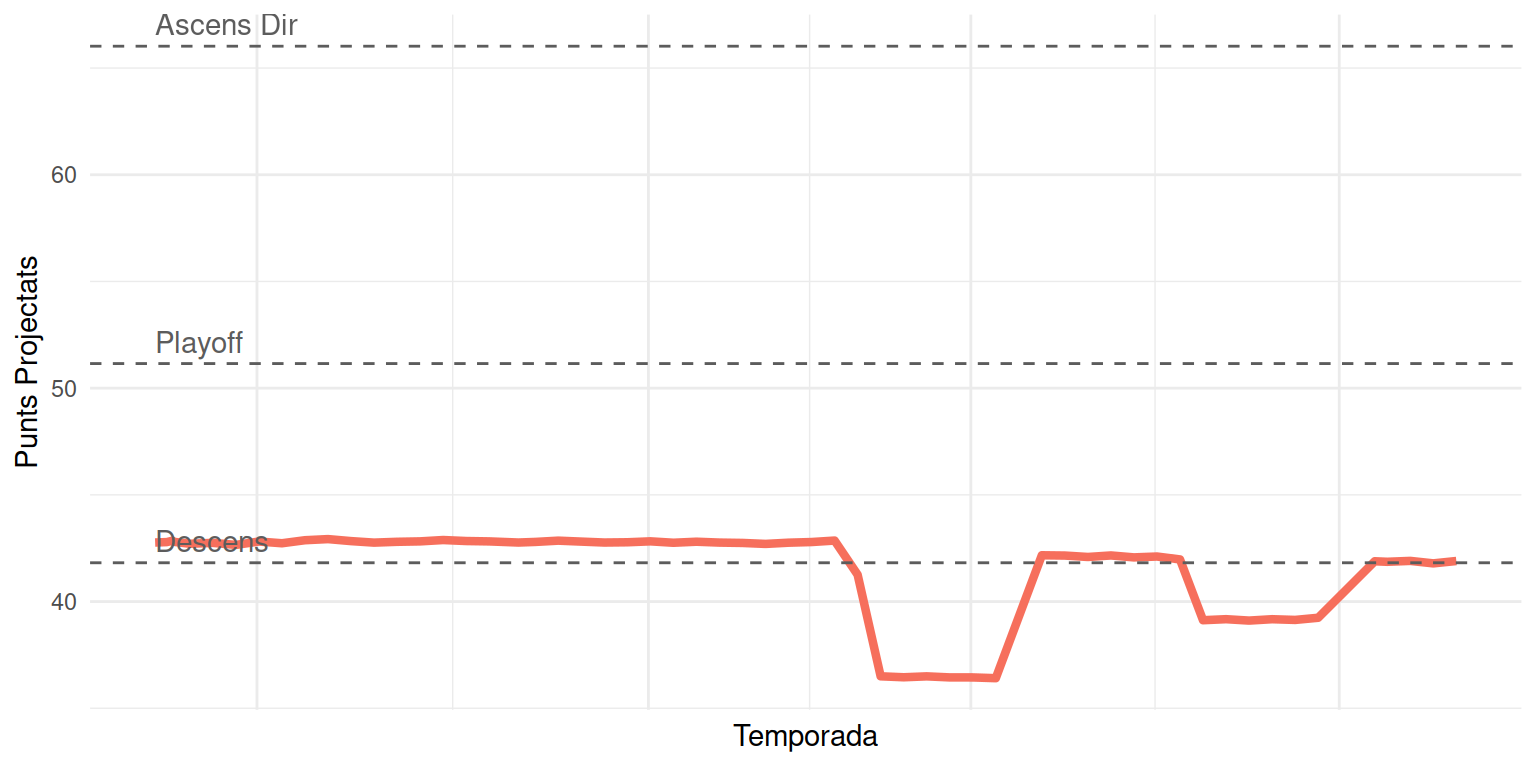 Ascens Dir
60
Playoff
50
Descens
40
Punts Projectats
Temporada